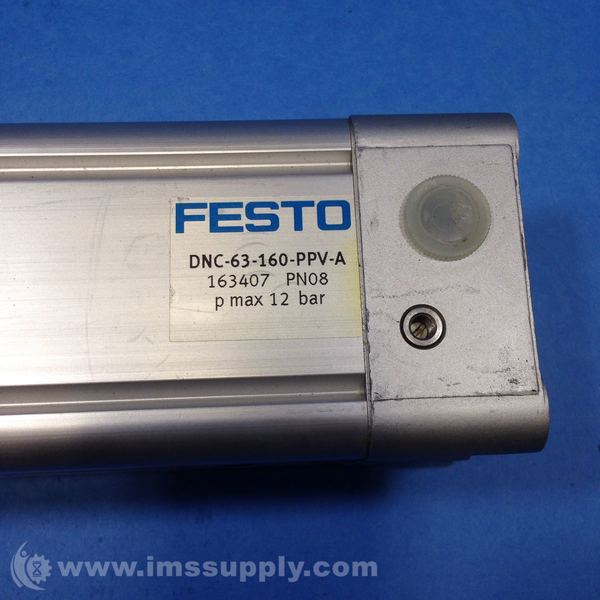 FESTO
DNC-63-160-PPV-A
163407 PN08
p max 12 bar
www.imssupply.com